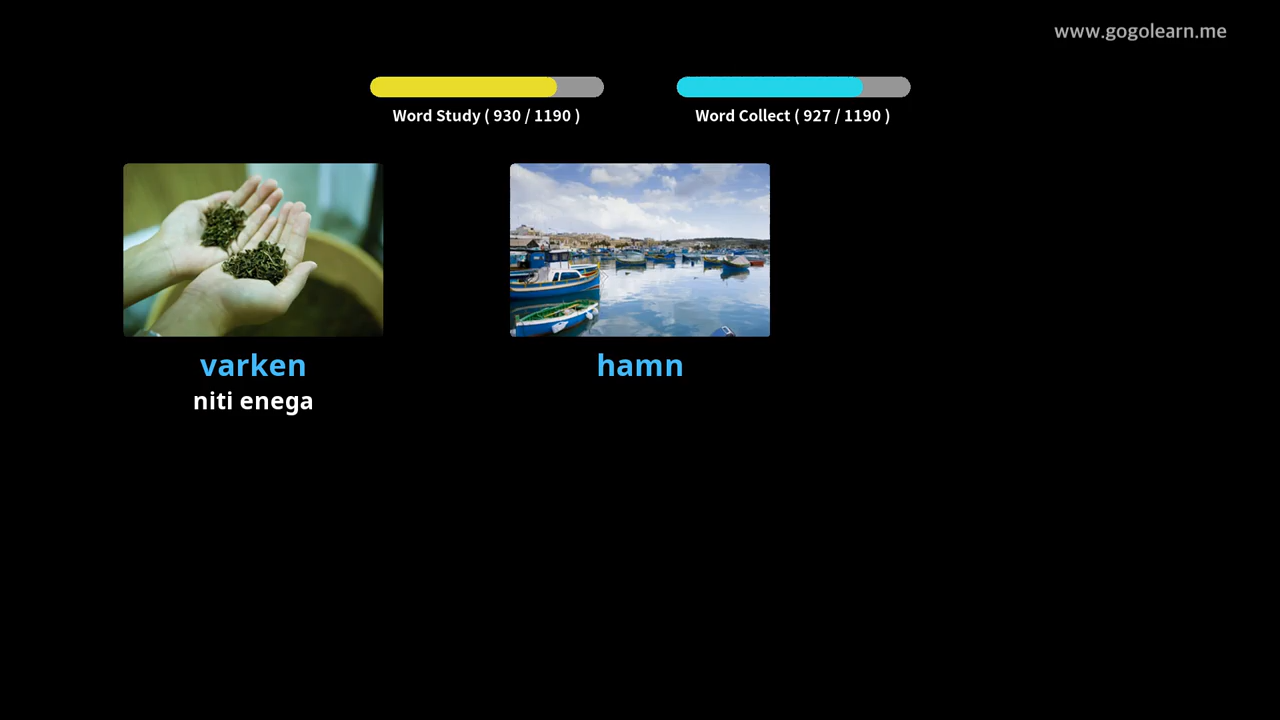 www.gogolearn.me
Word Study ( 930 / 1190 )
Word Collect ( 927 / 1190 )
varken
niti enega
hamn